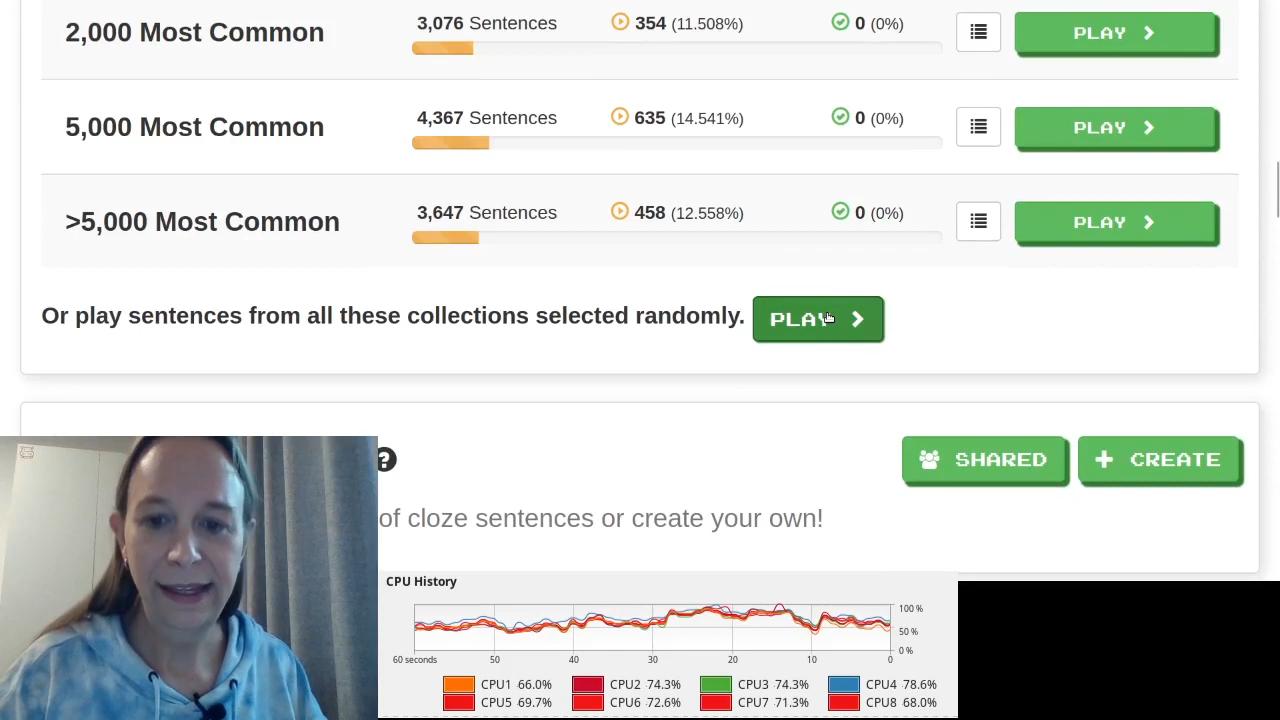 2,000 Most Common 3,076 Sentences 354 (11.508%) 0 (0%) PLAY
5,000 Most Common 4,367 Sentences 635 (14.541%) 0 (0%) PLAY
>5,000 Most Common 3,647 Sentences 458 (12.558%) 0 (0%) PLAY
Or play sentences from all these collections selected randomly. PLAY
? SHARED + CREATE
of cloze sentences or create your own!
CPU History
100 %
50 %
0 %
60 seconds 50 40 30 20 10 0
CPU1 66.0% CPU2 74.3% CPU3 74.3% CPU4 78.6%
CPU5 69.7% CPU6 72.6% CPU7 71.3% CPU8 68.0%